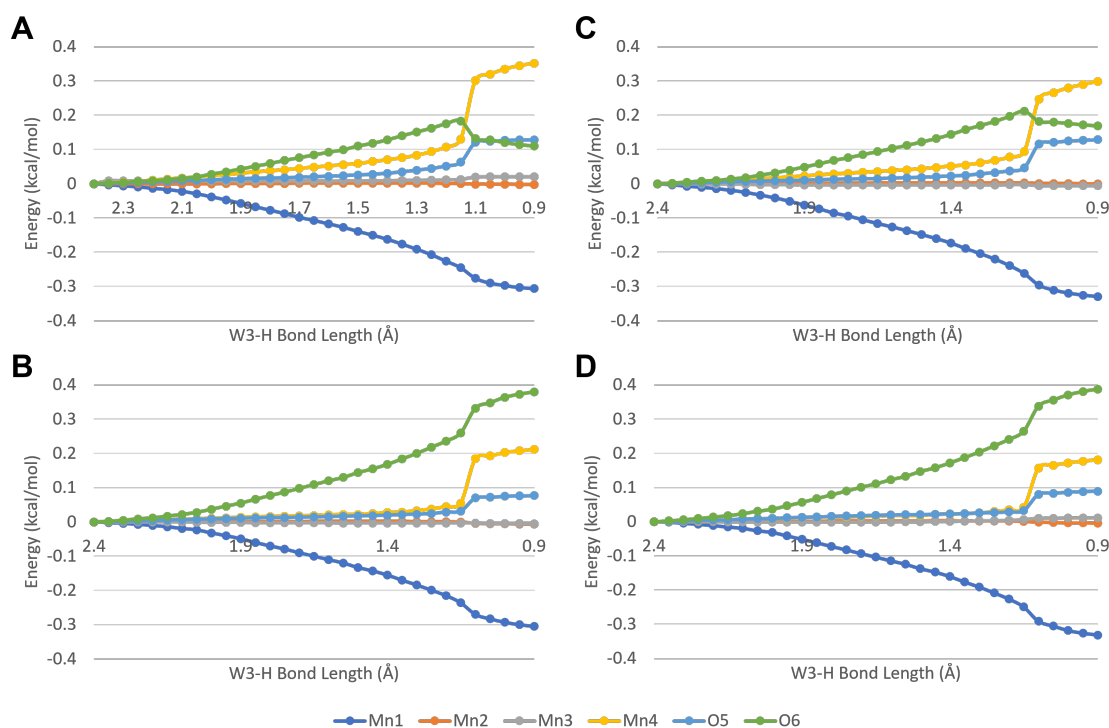 A
0.4
0.3
0.2
0.1
0
-0.1
-0.2
-0.3
-0.4
2.3 2.1 1.9 1.7 1.5 1.3 1.1 0.9
Energy (kcal/mol)
W3-H Bond Length (Å)
C
0.4
0.3
0.2
0.1
0
-0.1
-0.2
-0.3
-0.4
2.4 1.9 1.4 0.9
Energy (kcal/mol)
W3-H Bond Length (Å)
B
0.4
0.3
0.2
0.1
0
-0.1
-0.2
-0.3
-0.4
2.4 1.9 1.4 0.9
Energy (kcal/mol)
W3-H Bond Length (Å)
D
0.4
0.3
0.2
0.1
0
-0.1
-0.2
-0.3
-0.4
2.4 1.9 1.4 0.9
Energy (kcal/mol)
W3-H Bond Length (Å)
Mn1 Mn2 Mn3 Mn4 O5 O6